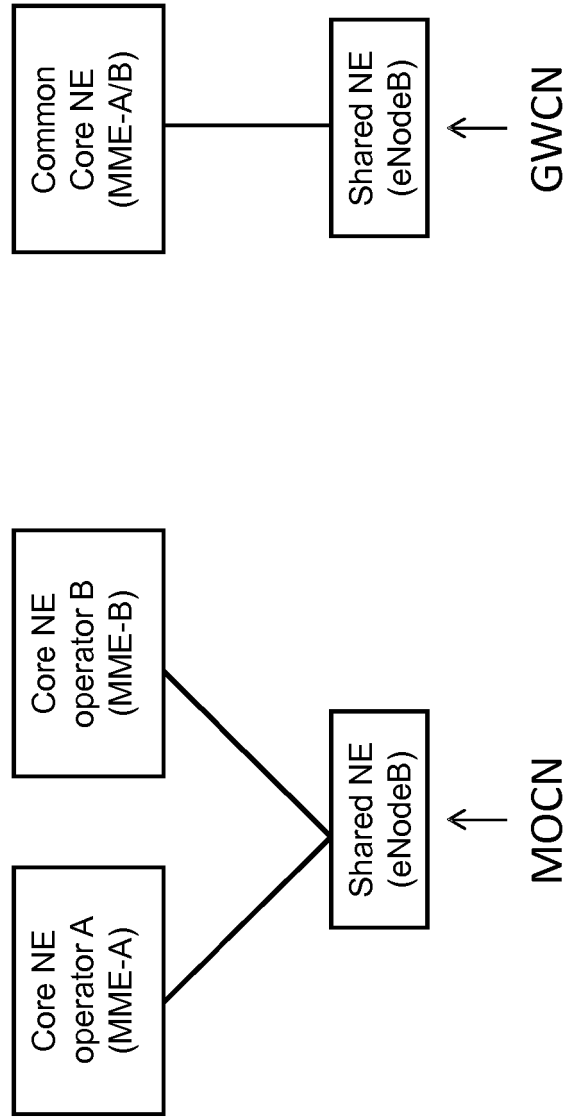 Core NE
operator A
(MME-A)
Core NE
operator B
(MME-B)
Shared NE
(eNodeB)
MOCN
Common
Core NE
(MME-A/B)
Shared NE
(eNodeB)
GWCN